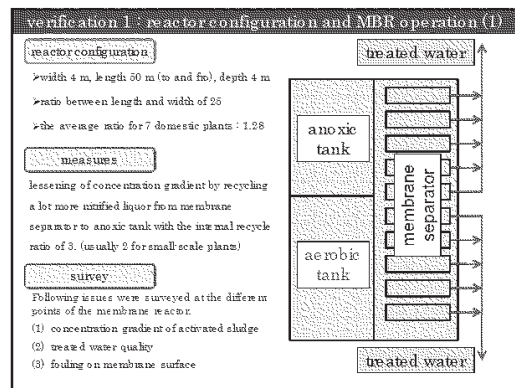 verification 1 : reactor configuration and MBR operation (1)
reactor configuration
➢width 4 m, length 50 m (to and fro), depth 4 m
➢ratio between length and width of 25
➢the average ratio for 7 domestic plants : 1.28
measures
lessening of concentration gradient by recycling
a lot more nitrified liquor from membrane
separator to anoxic tank with the internal recycle
ratio of 3. (usually 2 for small-scale plants)
survey
Following issues were surveyed at the different
points of the membrane reactor.
(1) concentration gradient of activated sludge
(2) treated water quality
(3) fouling on membrane surface
treated water
anoxic
tank
membrane
separator
aerobic
tank
treated water